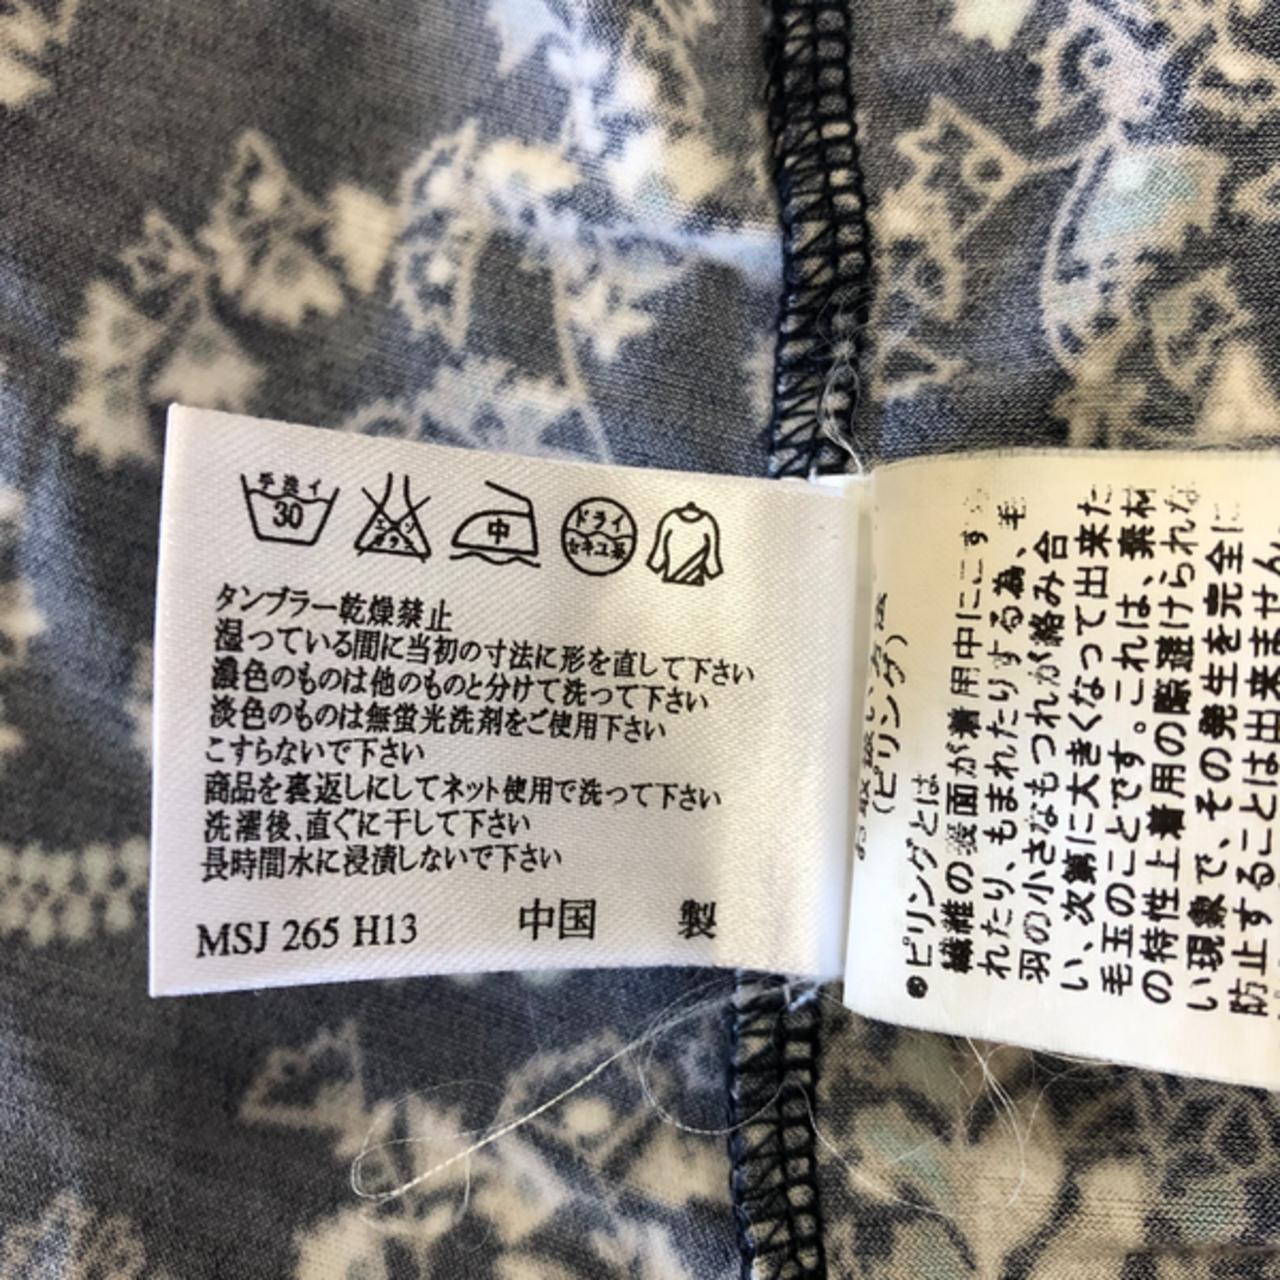 手洗イ
30
エンソ
ガラス
中
ドライ
セキユ系
タンブラー乾燥禁止
湿っている間に当初の寸法に形を直して下さい
濃色のものは他のものと分けて洗って下さい
淡色のものは無蛍光洗剤をご使用下さい
こすらないで下さい
商品を裏返しにしてネット使用で洗って下さい
洗濯後、直ぐに干して下さい
長時間水に浸漬しないで下さい
MSJ 265 H13 中国 製
(ピリング)
ピリングとは
繊維の表面が着用中にこす
れたり、もまれたりする為、毛
羽の小さなもつれが絡み合
い、次第に大きくなって出来た
毛玉のことです。これは、素材
の特性上着用の際避けられな
い現象で、その発生を完全に
防止することは出来ません